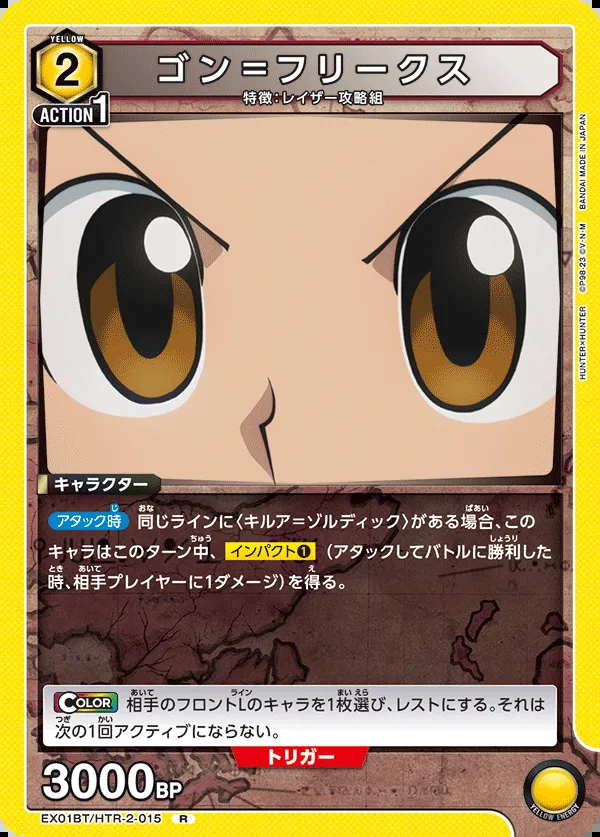 YELLOW
2
ACTION 1
ゴン=フリークス
特徴:レイザー攻略組
HUNTER×HUNTER ©P98-23 ©V・N・M BANDAI MADE IN JAPAN
キャラクター
アタック時 同じラインに〈キルア=ゾルディック〉がある場合、この
キャラはこのターン中、インパクト❶(アタックしてバトルに勝利した
時、相手プレイヤーに1ダメージ)を得る。
COLOR 相手のフロントLのキャラを1枚選び、レストにする。それは
次の1回アクティブにならない。
トリガー
3000BP
YELLOW ENERGY
EX01BT/HTR-2-015 R